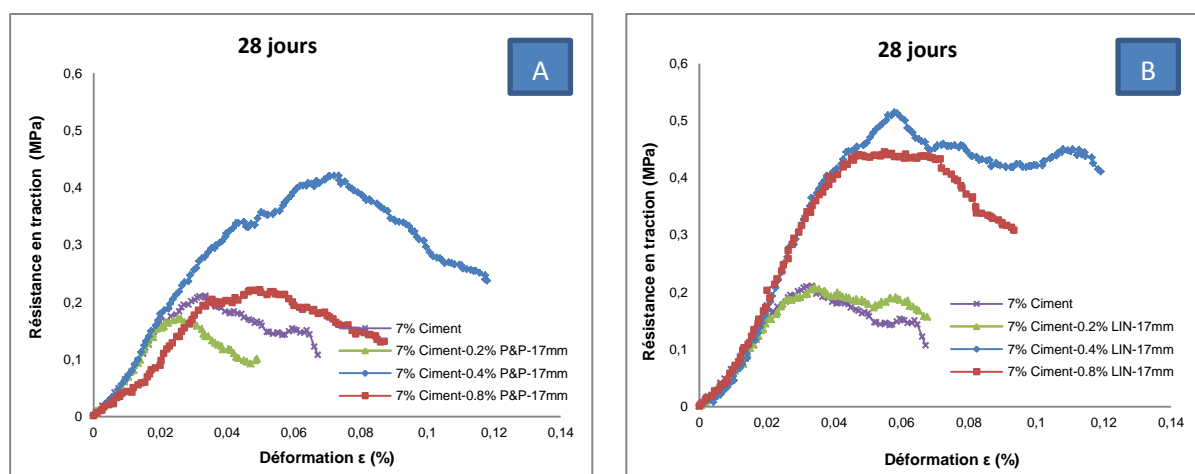 28 jours
A
Résistance en traction (MPa)
0,6
0,5
0,4
0,3
0,2
0,1
0
7% Ciment
7% Ciment-0.2% P&P-17mm
7% Ciment-0.4% P&P-17mm
7% Ciment-0.8% P&P-17mm
0 0,02 0,04 0,06 0,08 0,1 0,12 0,14
Déformation ε (%)
28 jours
B
Résistance en traction (MPa)
0,6
0,5
0,4
0,3
0,2
0,1
0
7% Ciment
7% Ciment-0.2% LIN-17mm
7% Ciment-0.4% LIN-17mm
7% Ciment-0.8% LIN-17mm
0 0,02 0,04 0,06 0,08 0,1 0,12 0,14
Déformation ε (%)